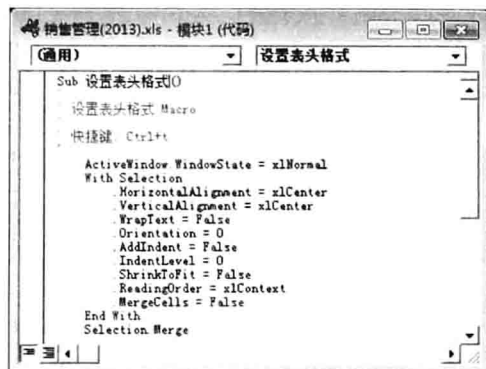 销售管理(2013).xls - 模块1 (代码)
(通用)
设置表头格式
Sub 设置表头格式()
设置表头格式 Macro
快捷键: Ctrl+t
ActiveWindow.WindowState = xlNormal
With Selection
.HorizontalAlignment = xlCenter
.VerticalAlignment = xlCenter
.WrapText = False
.Orientation = 0
.AddIndent = False
.IndentLevel = 0
.ShrinkToFit = False
.ReadingOrder = xlContext
.MergeCells = False
End With
Selection.Merge